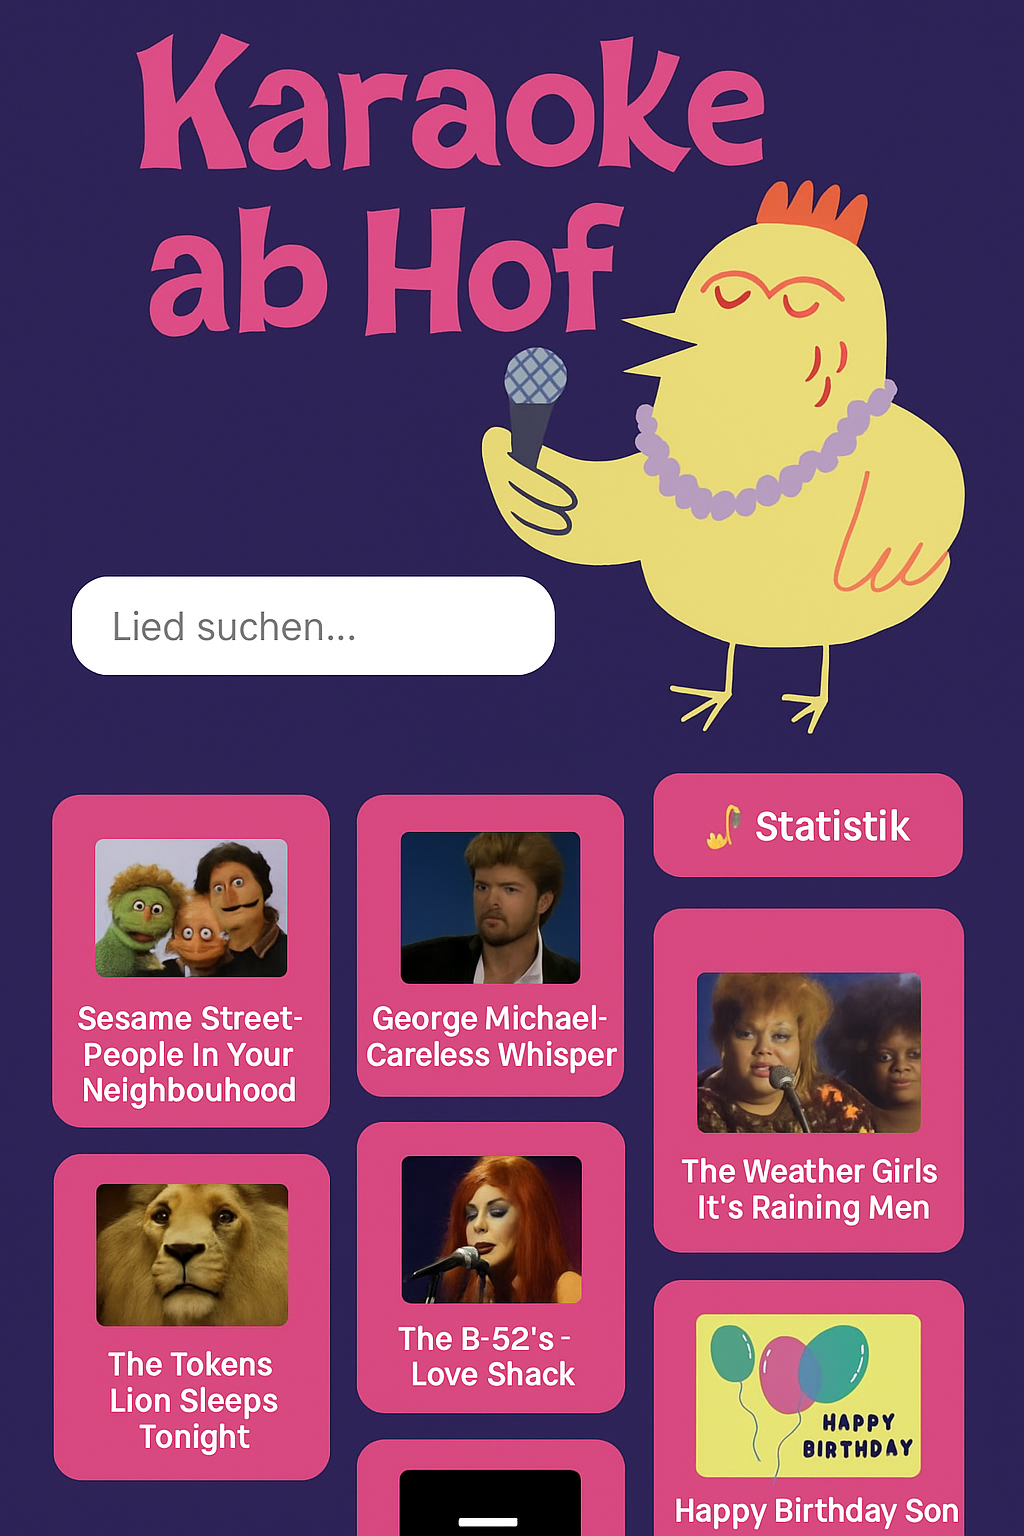 Karaoke
ab Hof
Lied suchen...
Statistik
Sesame Street-
People In Your
Neighbouhood
George Michael-
Careless Whisper
The Weather Girls
It's Raining Men
The Tokens
Lion Sleeps
Tonight
The B-52's -
Love Shack
HAPPY
BIRTHDAY
Happy Birthday Son